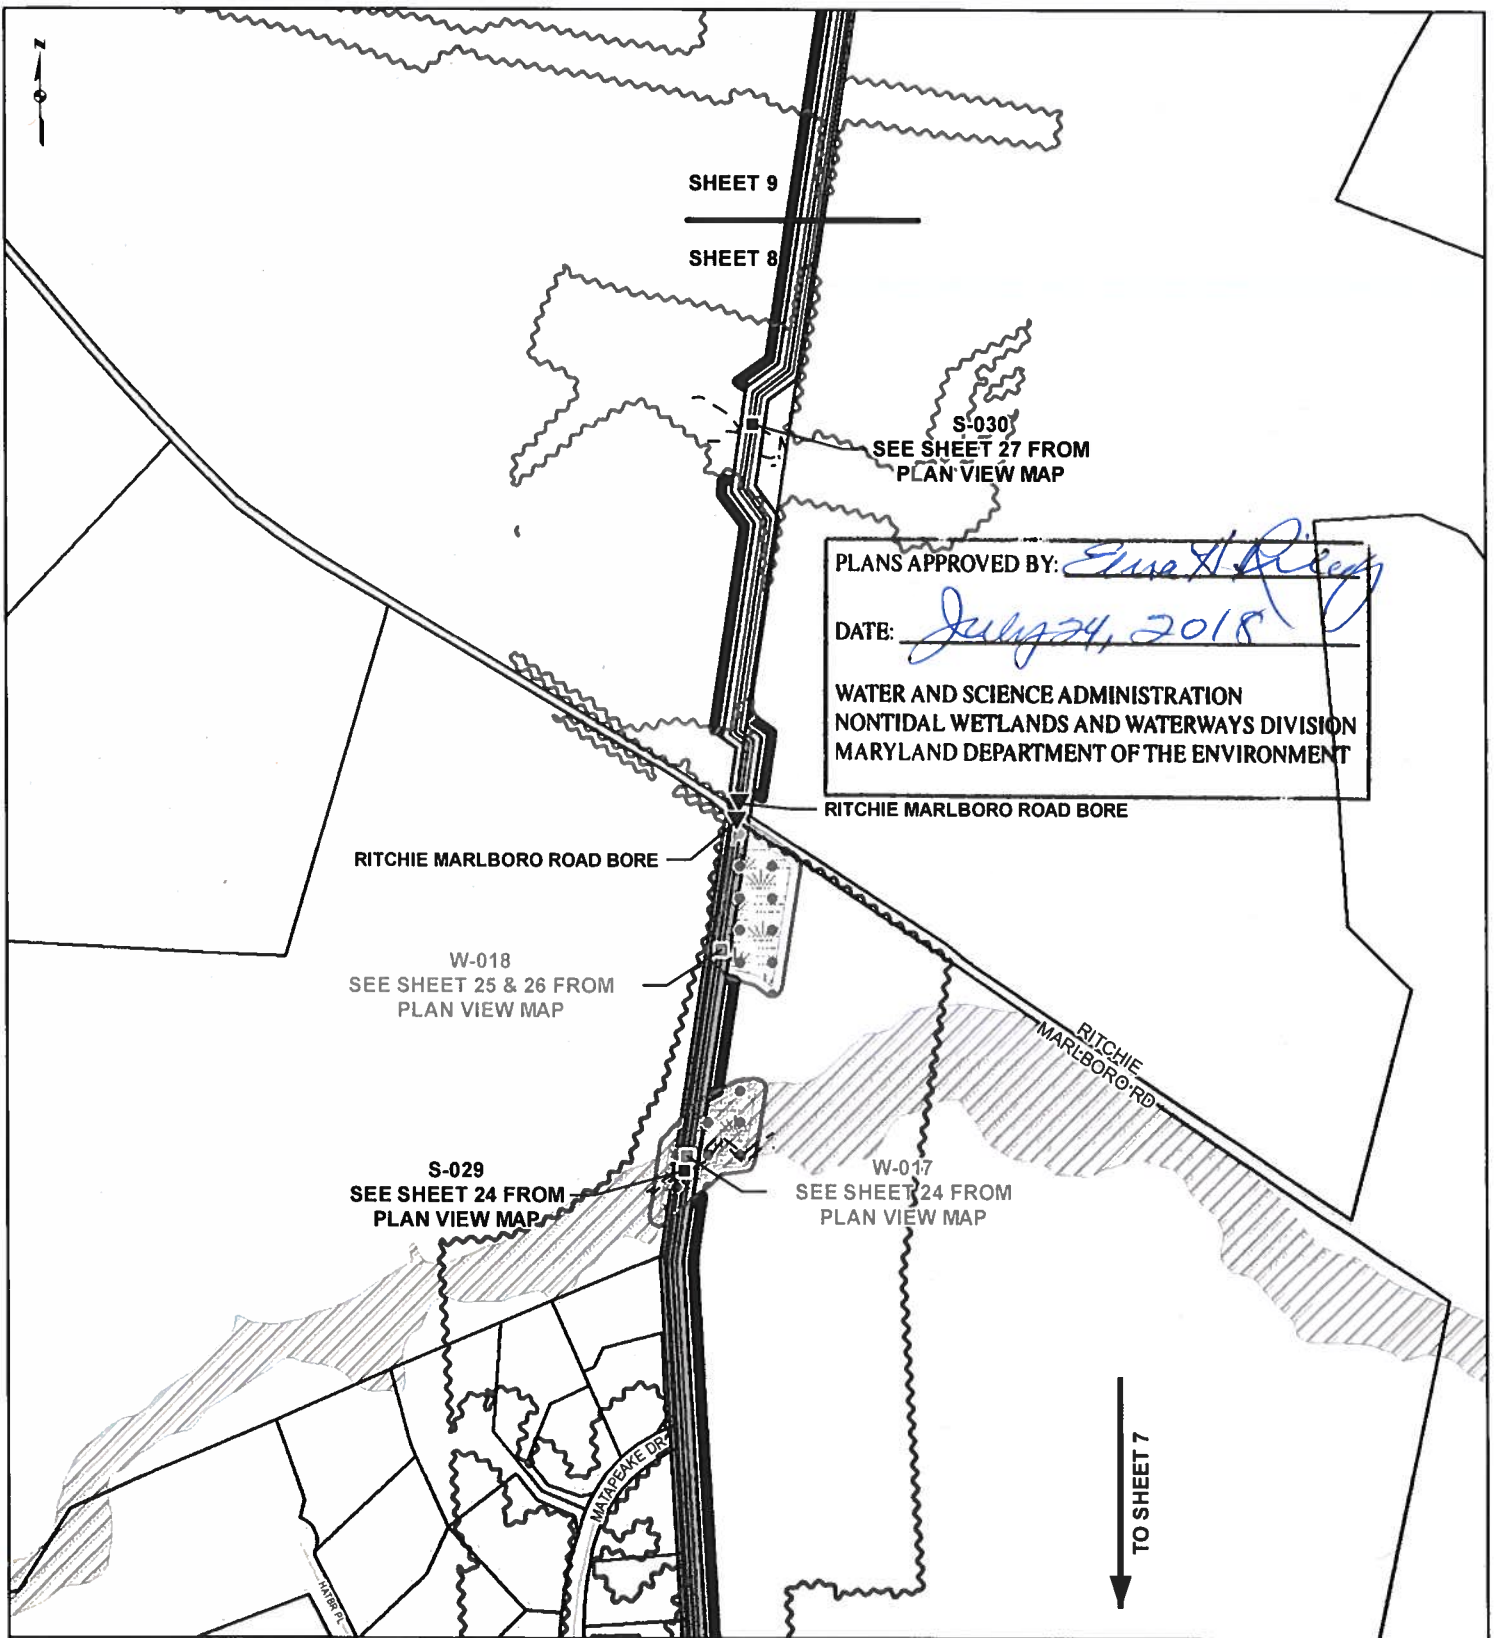 N
SHEET 9
SHEET 8
S-030
SEE SHEET 27 FROM
PLAN VIEW MAP
PLANS APPROVED BY:
DATE: July 24, 2018
WATER AND SCIENCE ADMINISTRATION
NONTIDAL WETLANDS AND WATERWAYS DIVISION
MARYLAND DEPARTMENT OF THE ENVIRONMENT
RITCHIE MARLBORO ROAD BORE
RITCHIE MARLBORO ROAD BORE
W-018
SEE SHEET 25 & 26 FROM
PLAN VIEW MAP
RITCHIE
MARLBORO RD
S-029
SEE SHEET 24 FROM
PLAN VIEW MAP
W-017
SEE SHEET 24 FROM
PLAN VIEW MAP
MATAPEAKE DR
TO SHEET 7